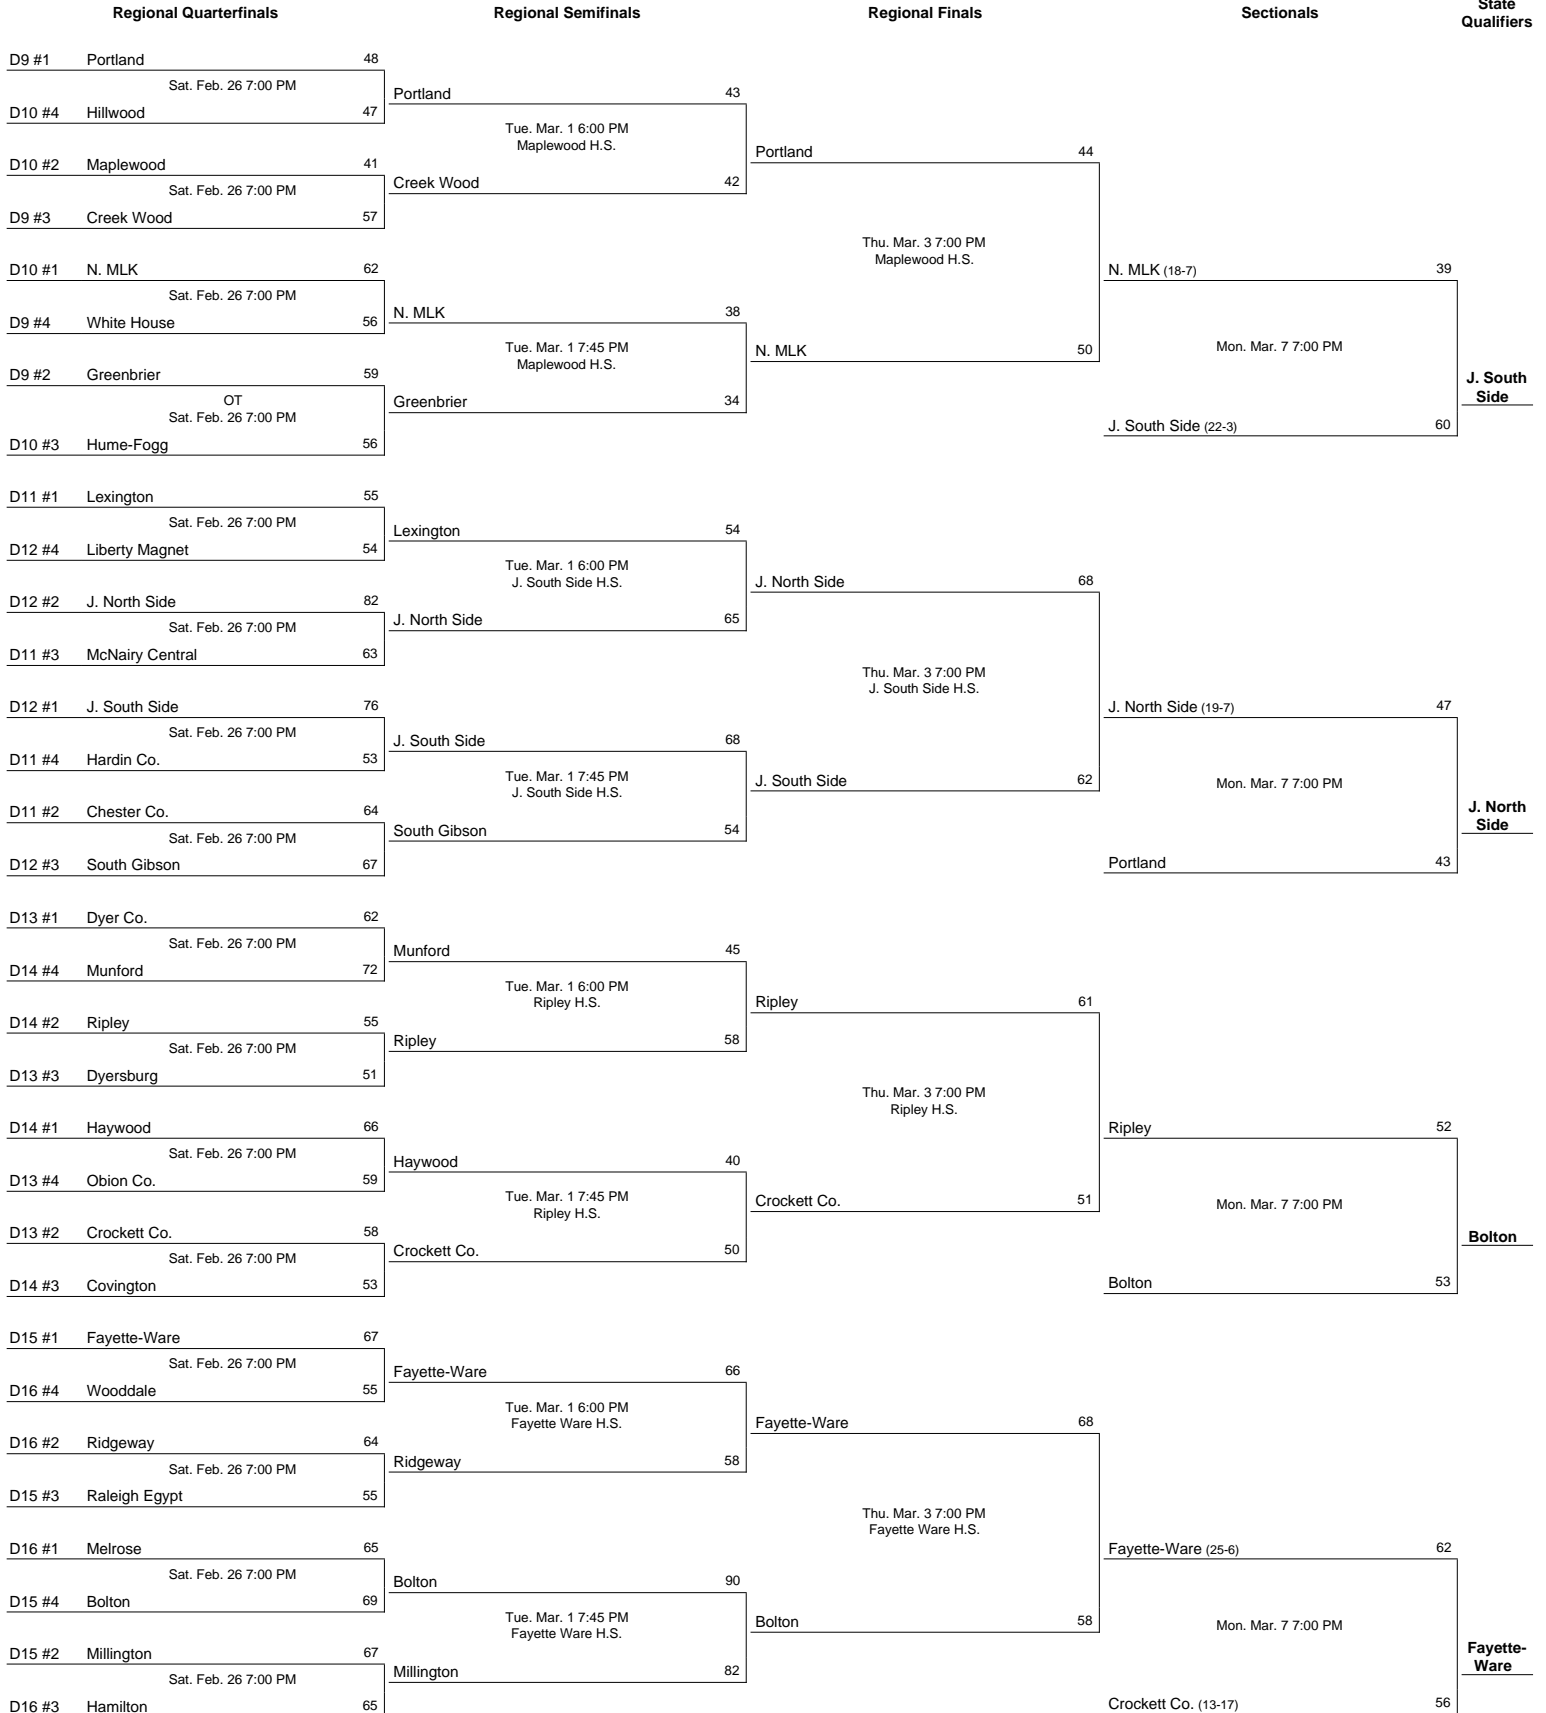 Regional Quarterfinals Regional Semifinals Regional Finals Sectionals State
Qualifiers
D9 #1 Portland 48
Sat. Feb. 26 7:00 PM
D10 #4 Hillwood 47
D10 #2 Maplewood 41
Sat. Feb. 26 7:00 PM
D9 #3 Creek Wood 57
D10 #1 N. MLK 62
Sat. Feb. 26 7:00 PM
D9 #4 White House 56
D9 #2 Greenbrier 59
OT
Sat. Feb. 26 7:00 PM
D10 #3 Hume-Fogg 56
D11 #1 Lexington 55
Sat. Feb. 26 7:00 PM
D12 #4 Liberty Magnet 54
D12 #2 J. North Side 82
Sat. Feb. 26 7:00 PM
D11 #3 McNairy Central 63
D12 #1 J. South Side 76
Sat. Feb. 26 7:00 PM
D11 #4 Hardin Co. 53
D11 #2 Chester Co. 64
Sat. Feb. 26 7:00 PM
D12 #3 South Gibson 67
D13 #1 Dyer Co. 62
Sat. Feb. 26 7:00 PM
D14 #4 Munford 72
D14 #2 Ripley 55
Sat. Feb. 26 7:00 PM
D13 #3 Dyersburg 51
D14 #1 Haywood 66
Sat. Feb. 26 7:00 PM
D13 #4 Obion Co. 59
D13 #2 Crockett Co. 58
Sat. Feb. 26 7:00 PM
D14 #3 Covington 53
D15 #1 Fayette-Ware 67
Sat. Feb. 26 7:00 PM
D16 #4 Wooddale 55
D16 #2 Ridgeway 64
Sat. Feb. 26 7:00 PM
D15 #3 Raleigh Egypt 55
D16 #1 Melrose 65
Sat. Feb. 26 7:00 PM
D15 #4 Bolton 69
D15 #2 Millington 67
Sat. Feb. 26 7:00 PM
D16 #3 Hamilton 65
Portland 43
Tue. Mar. 1 6:00 PM
Maplewood H.S.
Creek Wood 42
N. MLK 38
Tue. Mar. 1 7:45 PM
Maplewood H.S.
Greenbrier 34
Lexington 54
Tue. Mar. 1 6:00 PM
J. South Side H.S.
J. North Side 65
J. South Side 68
Tue. Mar. 1 7:45 PM
J. South Side H.S.
South Gibson 54
Munford 45
Tue. Mar. 1 6:00 PM
Ripley H.S.
Ripley 58
Haywood 40
Tue. Mar. 1 7:45 PM
Ripley H.S.
Crockett Co. 50
Fayette-Ware 66
Tue. Mar. 1 6:00 PM
Fayette Ware H.S.
Ridgeway 58
Bolton 90
Tue. Mar. 1 7:45 PM
Fayette Ware H.S.
Millington 82
Portland 44
Thu. Mar. 3 7:00 PM
Maplewood H.S.
N. MLK 50
J. North Side 68
Thu. Mar. 3 7:00 PM
J. South Side H.S.
J. South Side 62
Ripley 61
Thu. Mar. 3 7:00 PM
Ripley H.S.
Crockett Co. 51
Fayette-Ware 68
Thu. Mar. 3 7:00 PM
Fayette Ware H.S.
Bolton 58
N. MLK (18-7) 39
Mon. Mar. 7 7:00 PM
J. South Side (22-3) 60
J. North Side (19-7) 47
Mon. Mar. 7 7:00 PM
Portland 43
Ripley 52
Mon. Mar. 7 7:00 PM
Bolton 53
Fayette-Ware (25-6) 62
Mon. Mar. 7 7:00 PM
Crockett Co. (13-17) 56
J. South
Side
J. North
Side
Bolton
Fayette-
Ware